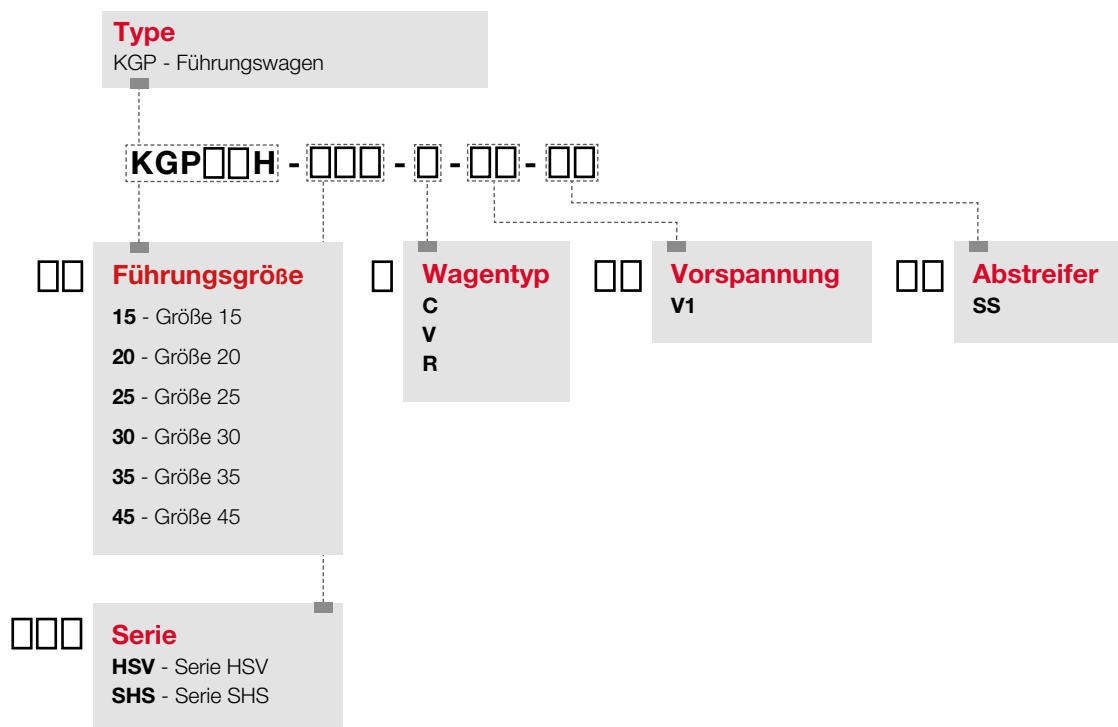 Type
KGP - Führungswagen
KGP□□H - □□□ - □ - □□ - □□
□□ Führungsgröße
15 - Größe 15
20 - Größe 20
25 - Größe 25
30 - Größe 30
35 - Größe 35
45 - Größe 45
□ Wagentyp
C
V
R
□□ Vorspannung
V1
□□ Abstreifer
SS
□□□ Serie
HSV - Serie HSV
SHS - Serie SHS